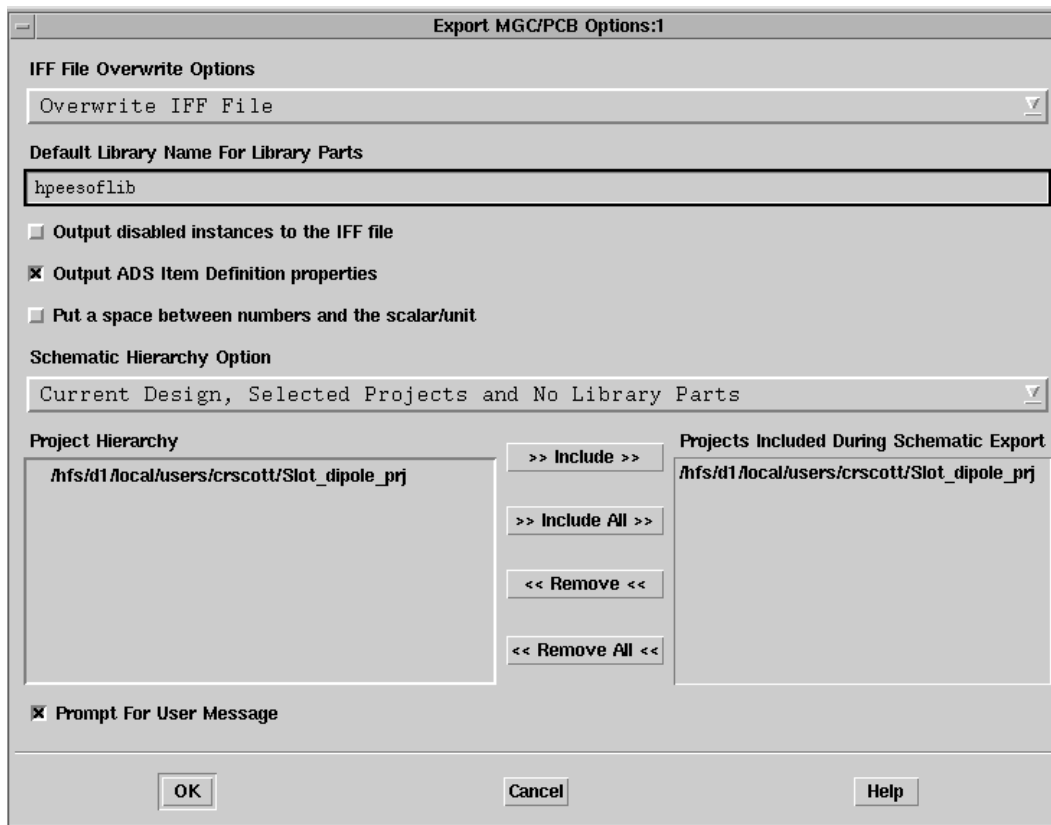 Export MGC/PCB Options:1
IFF File Overwrite Options
Overwrite IFF File
Default Library Name For Library Parts
hpeesoflib
Output disabled instances to the IFF file
Output ADS Item Definition properties
Put a space between numbers and the scalar/unit
Schematic Hierarchy Option
Current Design, Selected Projects and No Library Parts
Project Hierarchy
/hfs/d1/local/users/crscott/Slot_dipole_prj
>> Include >>
>> Include All >>
<< Remove <<
<< Remove All <<
Projects Included During Schematic Export
/hfs/d1/local/users/crscott/Slot_dipole_prj
Prompt For User Message
OK
Cancel
Help